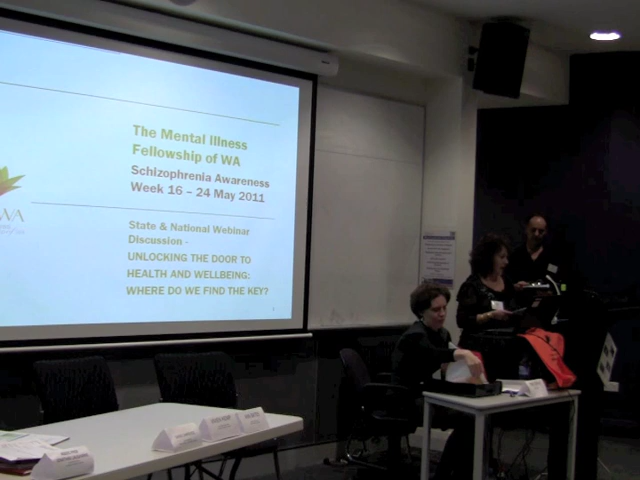 The Mental Illness
Fellowship of WA
Schizophrenia Awareness
Week 16 – 24 May 2011
WA
State & National Webinar
Discussion -
UNLOCKING THE DOOR TO
HEALTH AND WELLBEING:
WHERE DO WE FIND THE KEY?